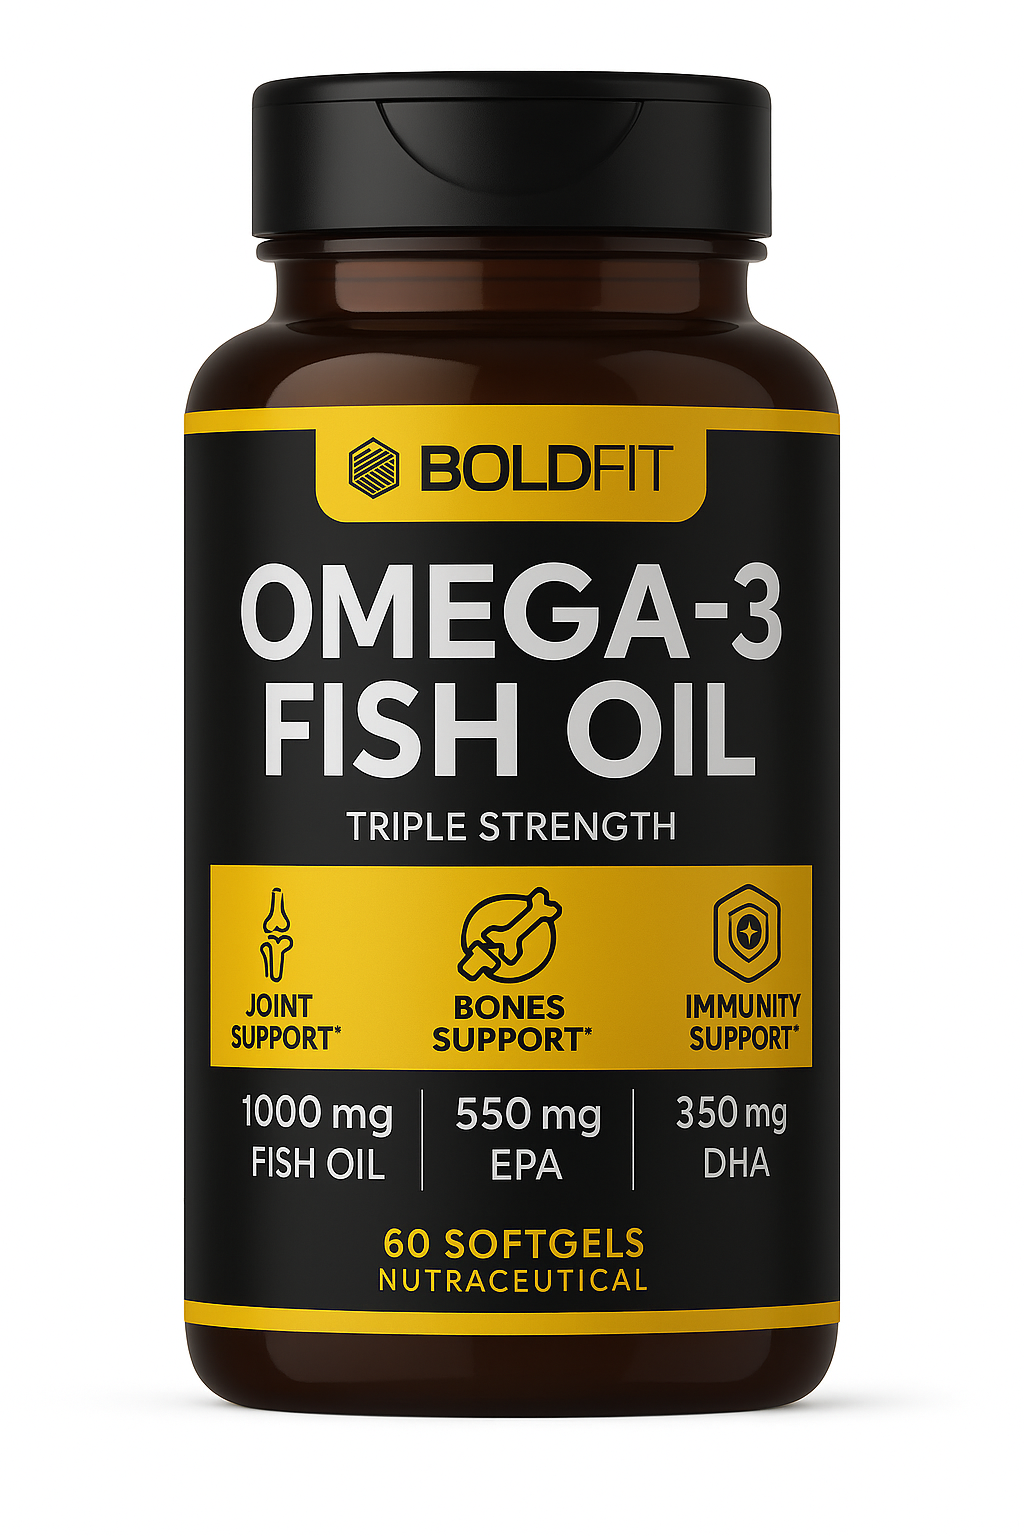 BOLDFIT
OMEGA-3
FISH OIL
TRIPLE STRENGTH
JOINT
SUPPORT*
BONES
SUPPORT*
IMMUNITY
SUPPORT*
1000 mg
FISH OIL
550 mg
EPA
350 mg
DHA
60 SOFTGELS
NUTRACEUTICAL